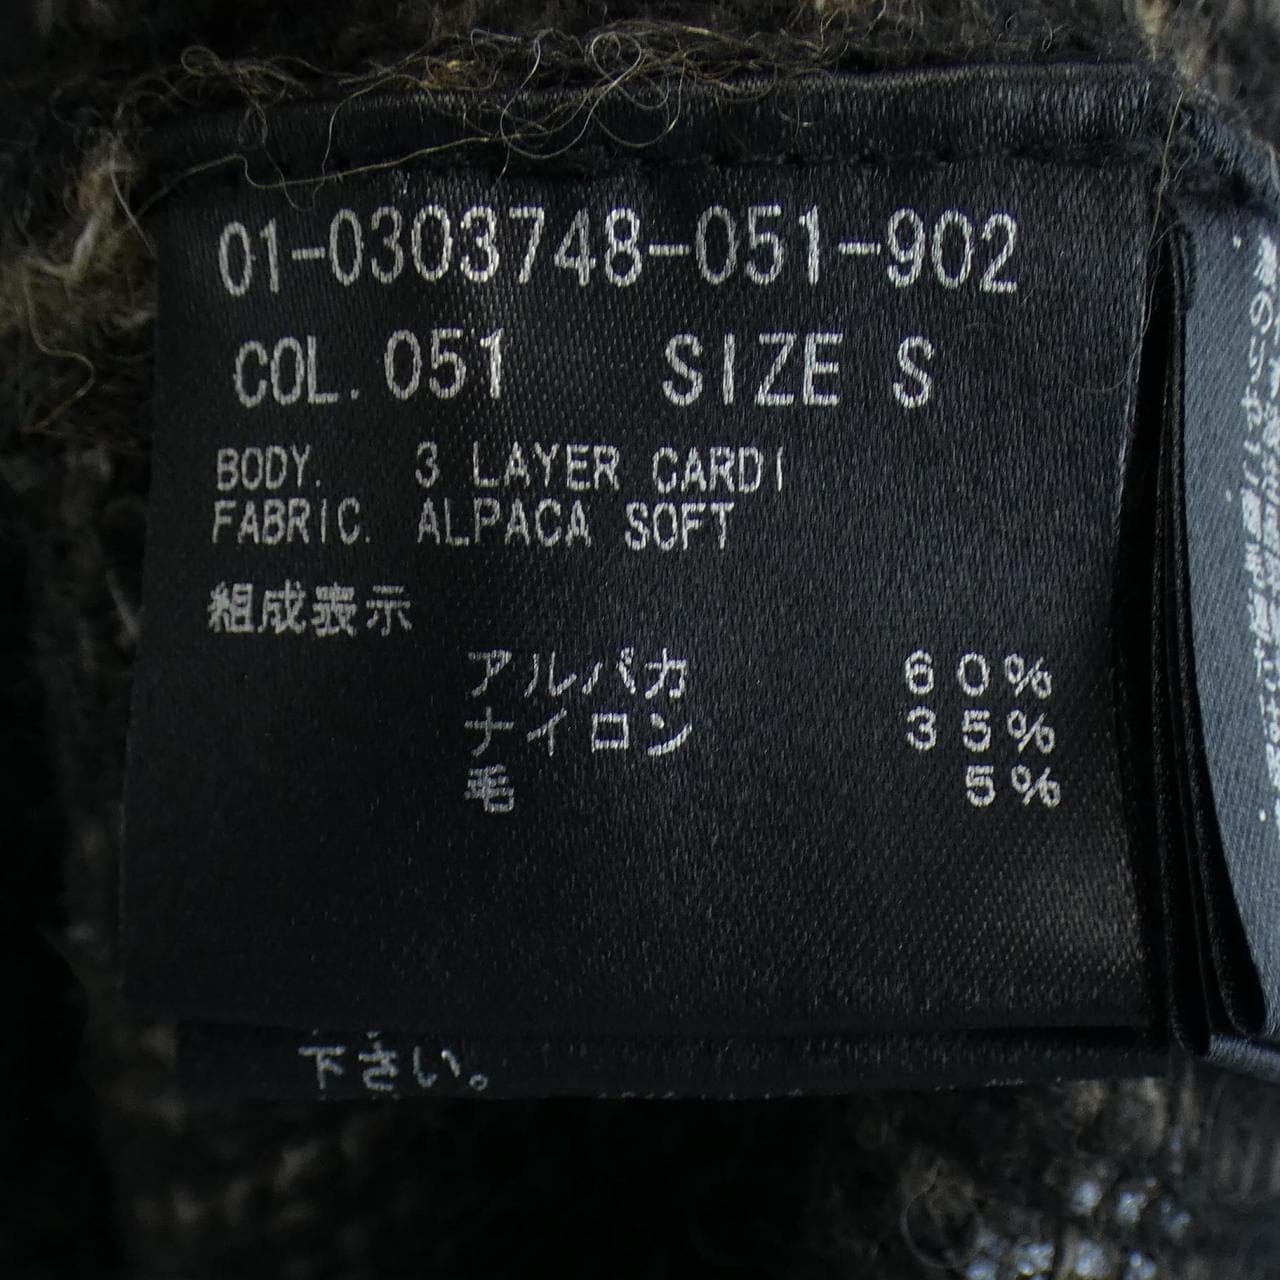 01-0303748-051-902
COL. 051 SIZE S
BODY. 3 LAYER CARDI
FABRIC. ALPACA SOFT
組成表示
アルパカ 60%
ナイロン 35%
毛 5%
下さい。